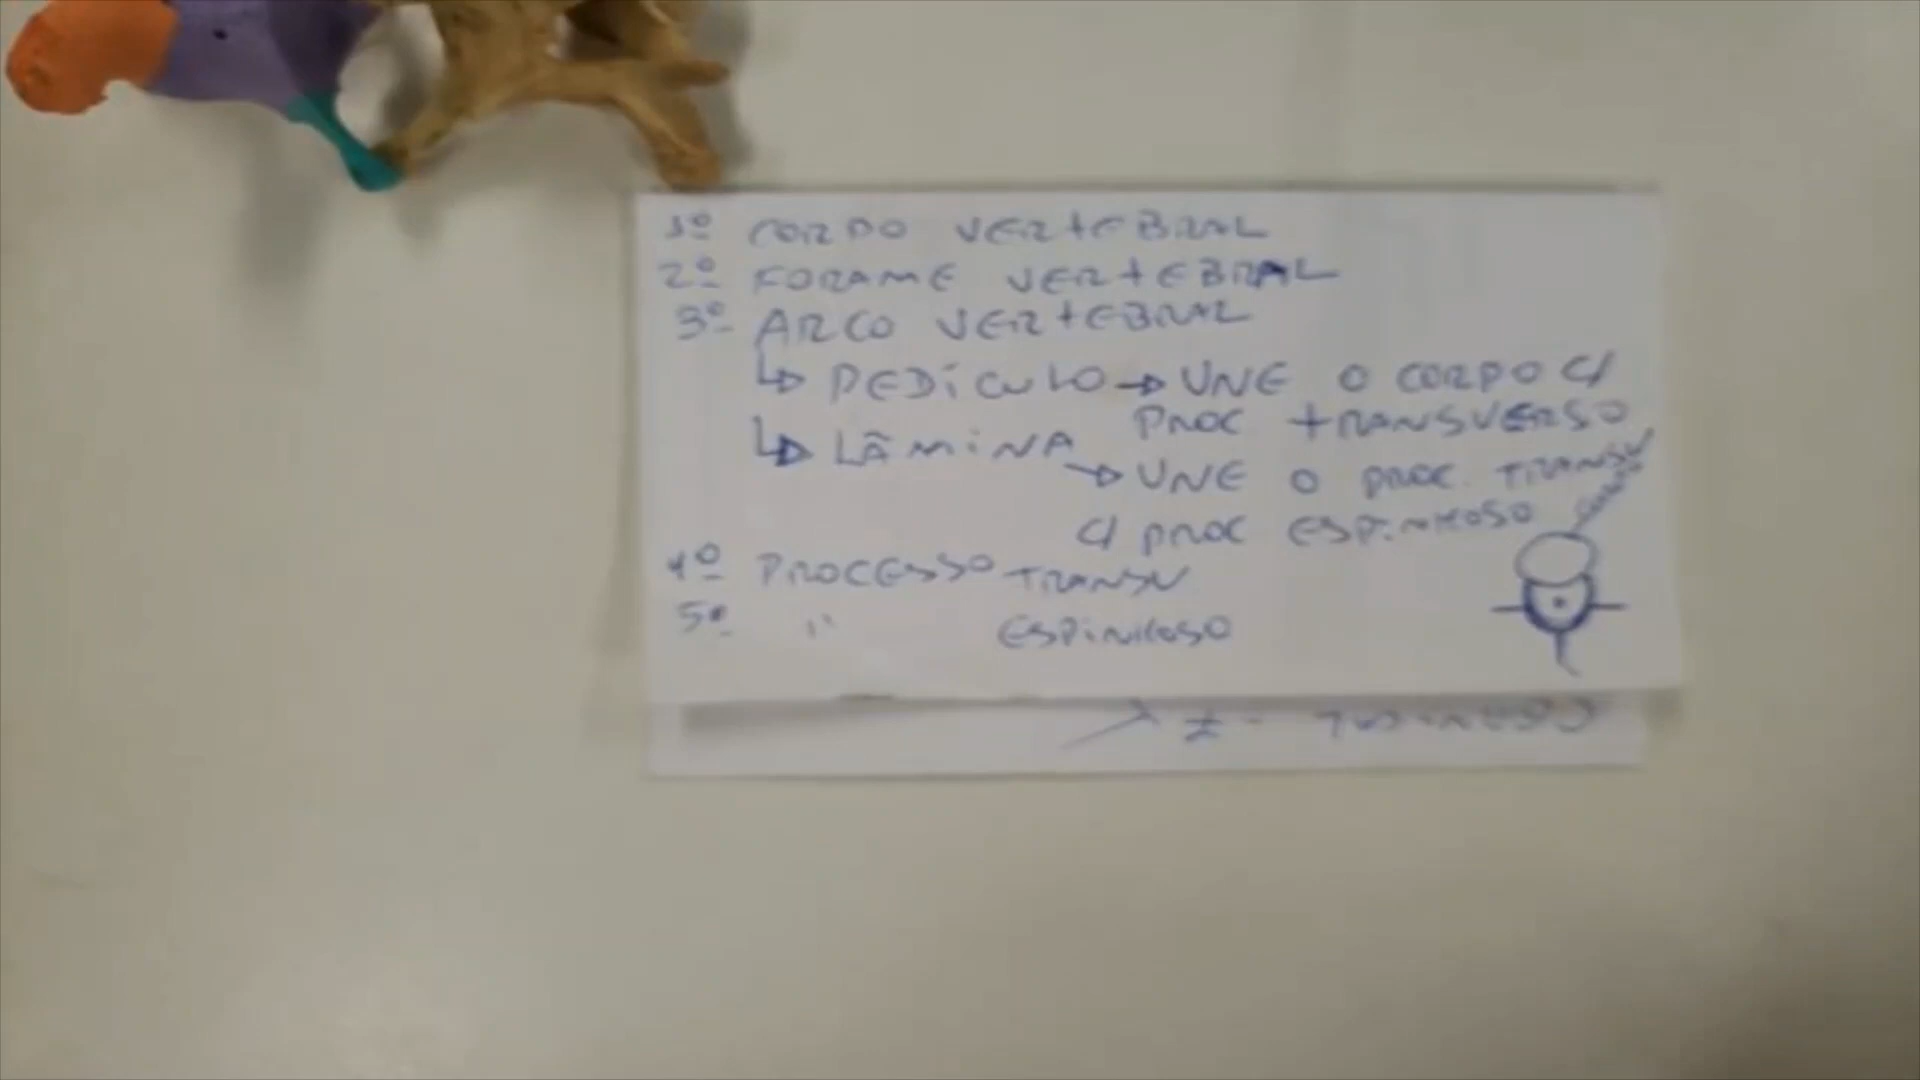 1º CORPO VERTEBRAL
2º FORAME VERTEBRAL
3º ARCO VERTEBRAL
↳ PEDÍCULO → UNE O CORPO C/
PROC TRANSVERSO
↳ LÂMINA
→ UNE O PROC. TRANSV
C/ PROC ESPINHOSO
4º PROCESSO TRANSV
5º " ESPINHOSO